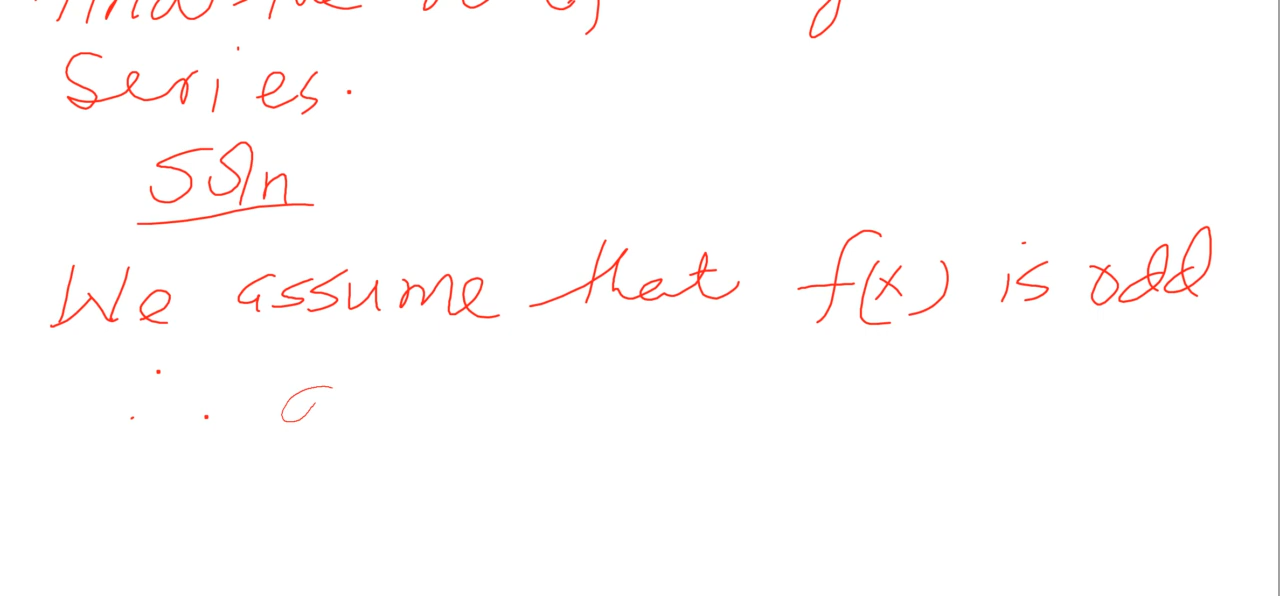 Series.
Soln
We assume that f(x) is odd
∴